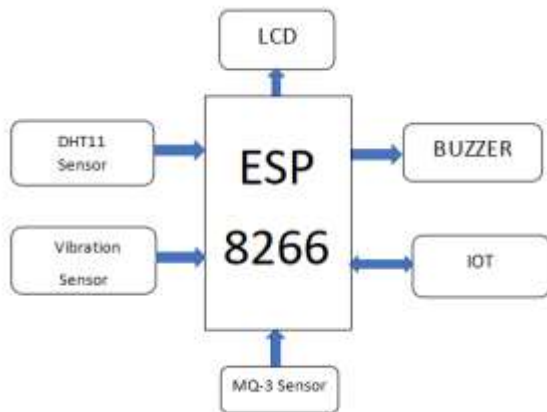 LCD
DHT11
Sensor
ESP
8266
BUZZER
Vibration
Sensor
IOT
MQ-3 Sensor